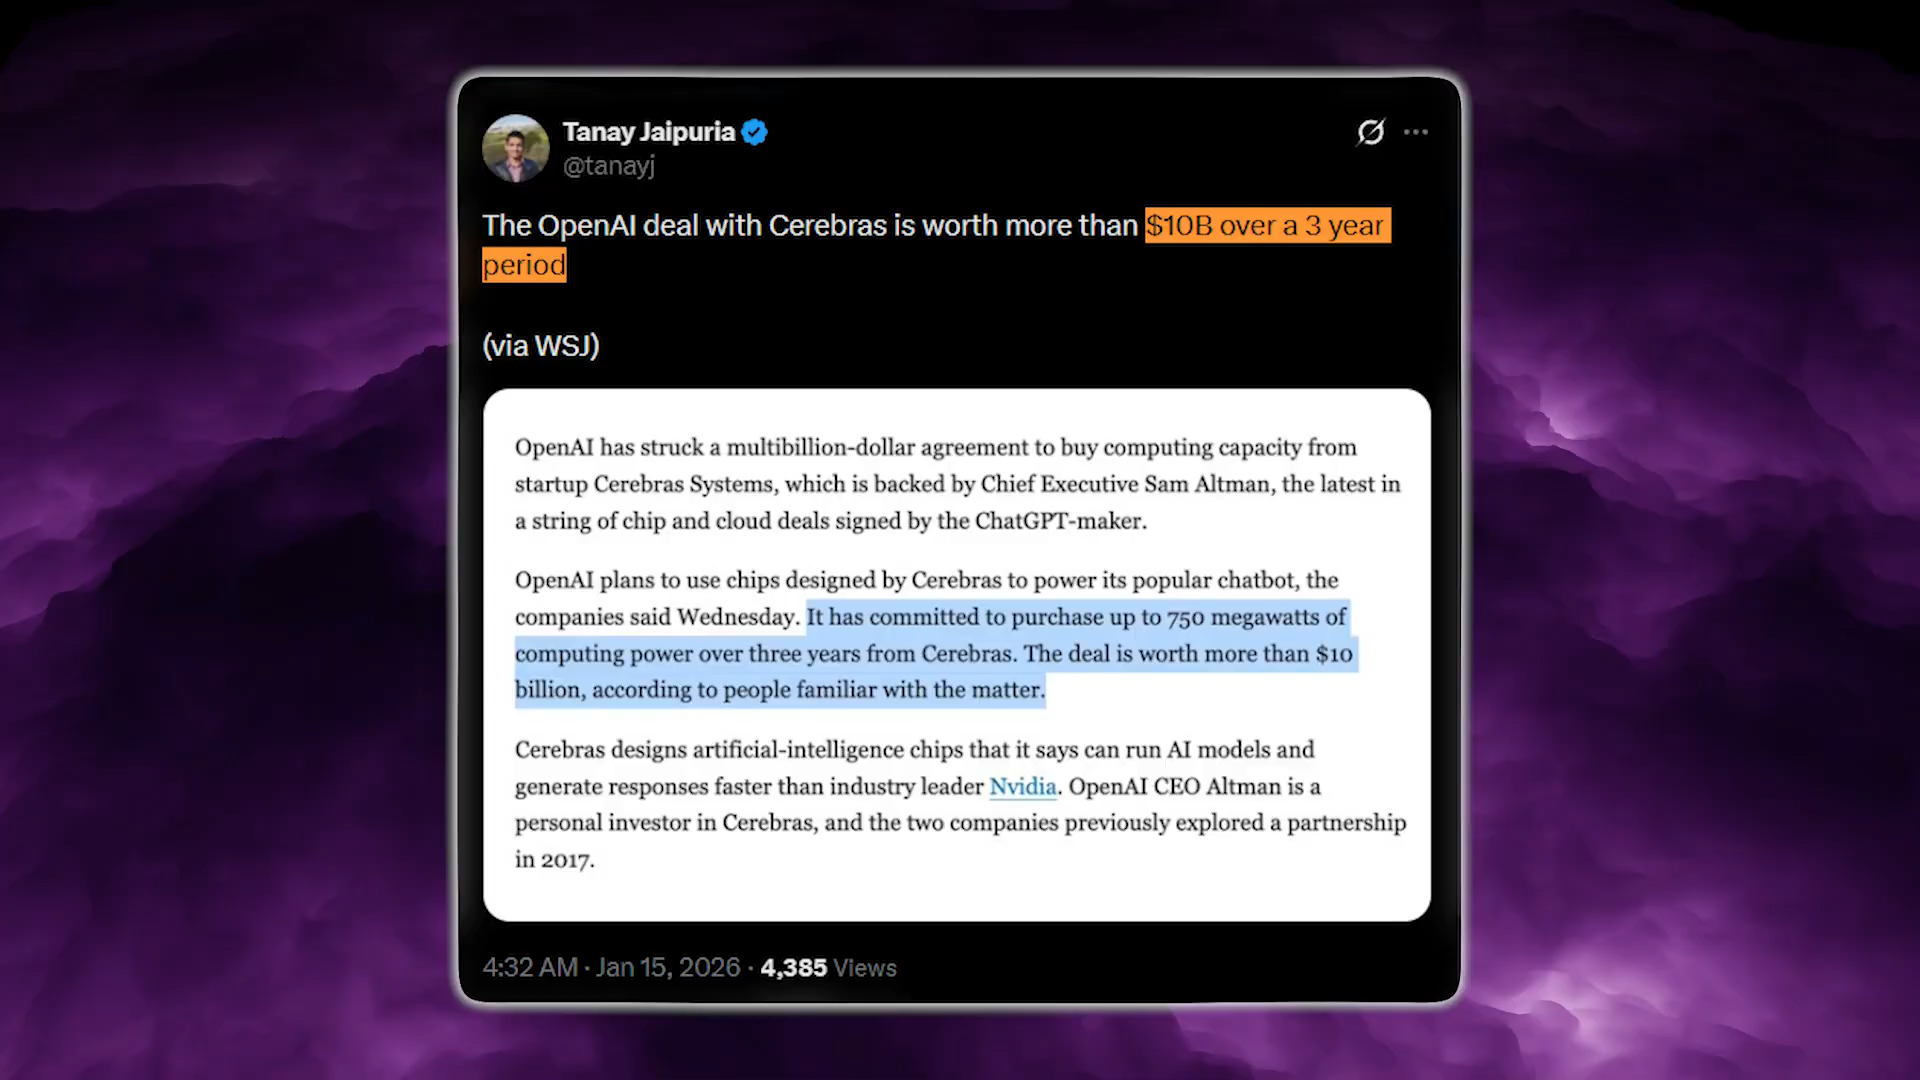 Tanay Jaipuria
@tanayj
The OpenAI deal with Cerebras is worth more than $10B over a 3 year
period
(via WSJ)
OpenAI has struck a multibillion-dollar agreement to buy computing capacity from
startup Cerebras Systems, which is backed by Chief Executive Sam Altman, the latest in
a string of chip and cloud deals signed by the ChatGPT-maker.
OpenAI plans to use chips designed by Cerebras to power its popular chatbot, the
companies said Wednesday. It has committed to purchase up to 750 megawatts of
computing power over three years from Cerebras. The deal is worth more than $10
billion, according to people familiar with the matter.
Cerebras designs artificial-intelligence chips that it says can run AI models and
generate responses faster than industry leader Nvidia. OpenAI CEO Altman is a
personal investor in Cerebras, and the two companies previously explored a partnership
in 2017.
4:32 AM · Jan 15, 2026 · 4,385 Views